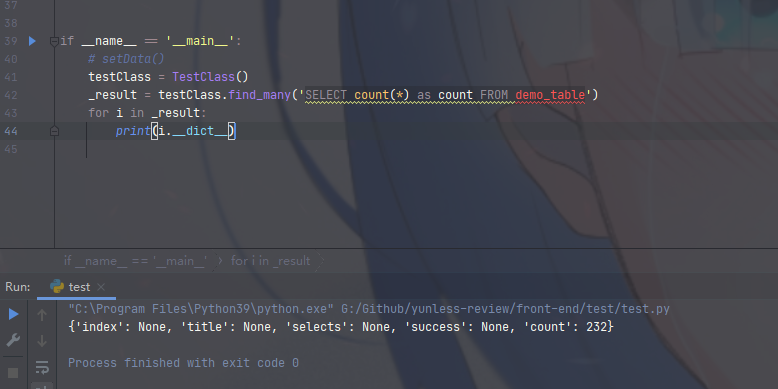 37
38
39 if __name__ == '__main__':
40 # setData()
41 testClass = TestClass()
42 _result = testClass.find_many('SELECT count(*) as count FROM demo_table')
43 for i in _result:
44 print(i.__dict__)
45
if __name__ == '__main__' › for i in _result
Run: test ×
"C:\Program Files\Python39\python.exe" G:/Github/yunless-review/front-end/test/test.py
{'index': None, 'title': None, 'selects': None, 'success': None, 'count': 232}
Process finished with exit code 0